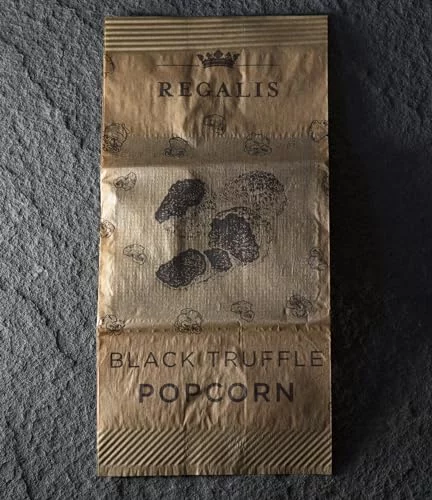 REGALIS
BLACK TRUFFLE
POPCORN